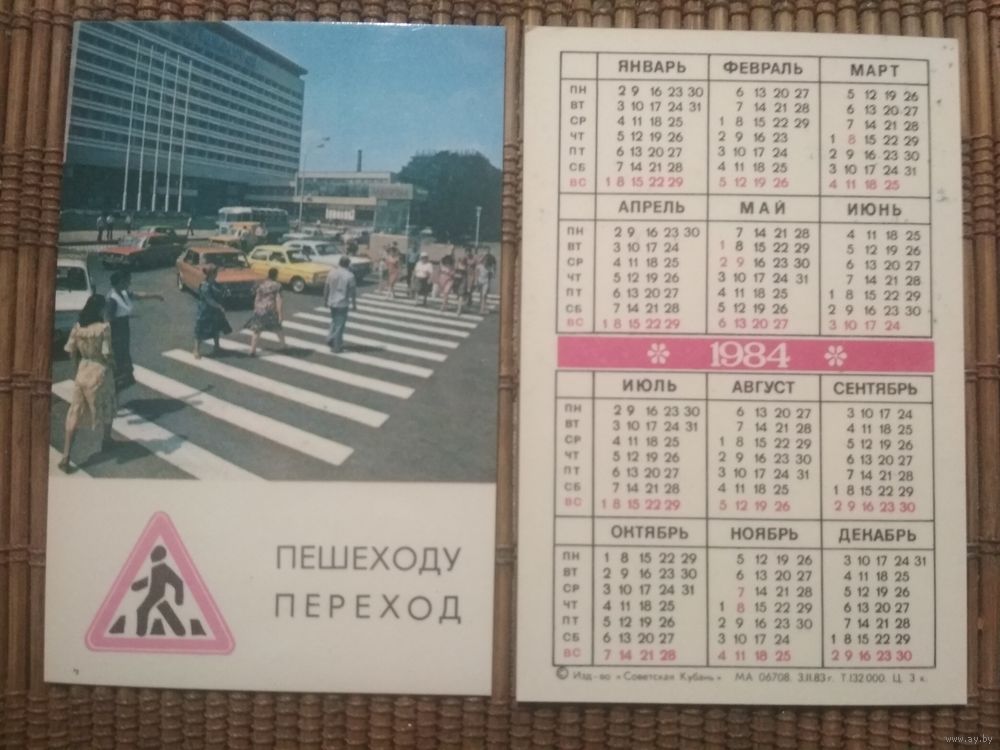 ПЕШЕХОДУ
ПЕРЕХОД
ЯНВАРЬ ФЕВРАЛЬ МАРТ
ПН 2 9 16 23 30 6 13 20 27 5 12 19 26
ВТ 3 10 17 24 31 7 14 21 28 6 13 20 27
СР 4 11 18 25 1 8 15 22 29 7 14 21 28
ЧТ 5 12 19 26 2 9 16 23 1 8 15 22 29
ПТ 6 13 20 27 3 10 17 24 2 9 16 23 30
СБ 7 14 21 28 4 11 18 25 3 10 17 24 31
ВС 1 8 15 22 29 5 12 19 26 4 11 18 25
АПРЕЛЬ МАЙ ИЮНЬ
ПН 2 9 16 23 30 7 14 21 28 4 11 18 25
ВТ 3 10 17 24 1 8 15 22 29 5 12 19 26
СР 4 11 18 25 2 9 16 23 30 6 13 20 27
ЧТ 5 12 19 26 3 10 17 24 31 7 14 21 28
ПТ 6 13 20 27 4 11 18 25 1 8 15 22 29
СБ 7 14 21 28 5 12 19 26 2 9 16 23 30
ВС 1 8 15 22 29 6 13 20 27 3 10 17 24
1984
ИЮЛЬ АВГУСТ СЕНТЯБРЬ
ПН 2 9 16 23 30 6 13 20 27 3 10 17 24
ВТ 3 10 17 24 31 7 14 21 28 4 11 18 25
СР 4 11 18 25 1 8 15 22 29 5 12 19 26
ЧТ 5 12 19 26 2 9 16 23 30 6 13 20 27
ПТ 6 13 20 27 3 10 17 24 31 7 14 21 28
СБ 7 14 21 28 4 11 18 25 1 8 15 22 29
ВС 1 8 15 22 29 5 12 19 26 2 9 16 23 30
ОКТЯБРЬ НОЯБРЬ ДЕКАБРЬ
ПН 1 8 15 22 29 5 12 19 26 3 10 17 24 31
ВТ 2 9 16 23 30 6 13 20 27 4 11 18 25
СР 3 10 17 24 31 7 14 21 28 5 12 19 26
ЧТ 4 11 18 25 1 8 15 22 29 6 13 20 27
ПТ 5 12 19 26 2 9 16 23 30 7 14 21 28
СБ 6 13 20 27 3 10 17 24 1 8 15 22 29
ВС 7 14 21 28 4 11 18 25 2 9 16 23 30
© Изд-во «Советская Кубань» МА 06708. 3.II.83 г. Т.132 000. Ц. 3 к.
www.ay.by